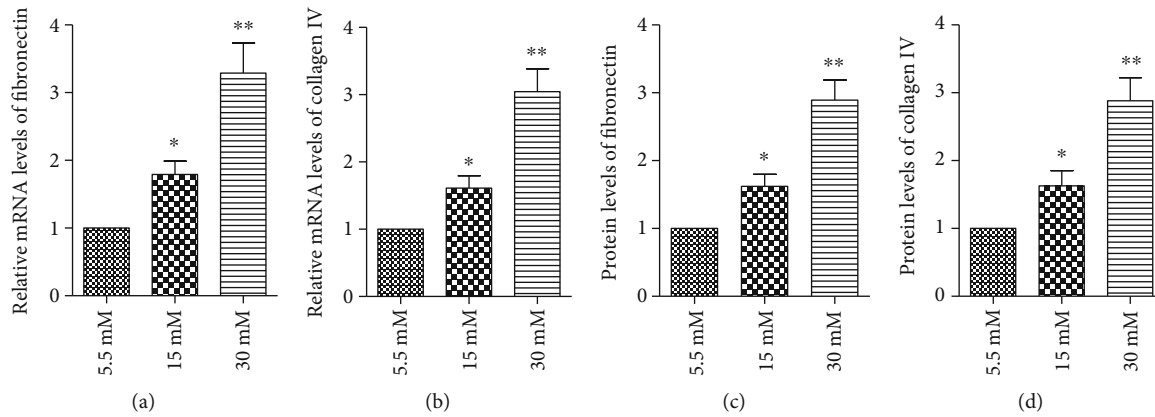 Relative mRNA levels of fibronectin
4
3
2
1
0
*
**
5.5 mM
15 mM
30 mM
(a)
Relative mRNA levels of collagen IV
4
3
2
1
0
*
**
5.5 mM
15 mM
30 mM
(b)
Protein levels of fibronectin
4
3
2
1
0
*
**
5.5 mM
15 mM
30 mM
(c)
Protein levels of collagen IV
4
3
2
1
0
*
**
5.5 mM
15 mM
30 mM
(d)